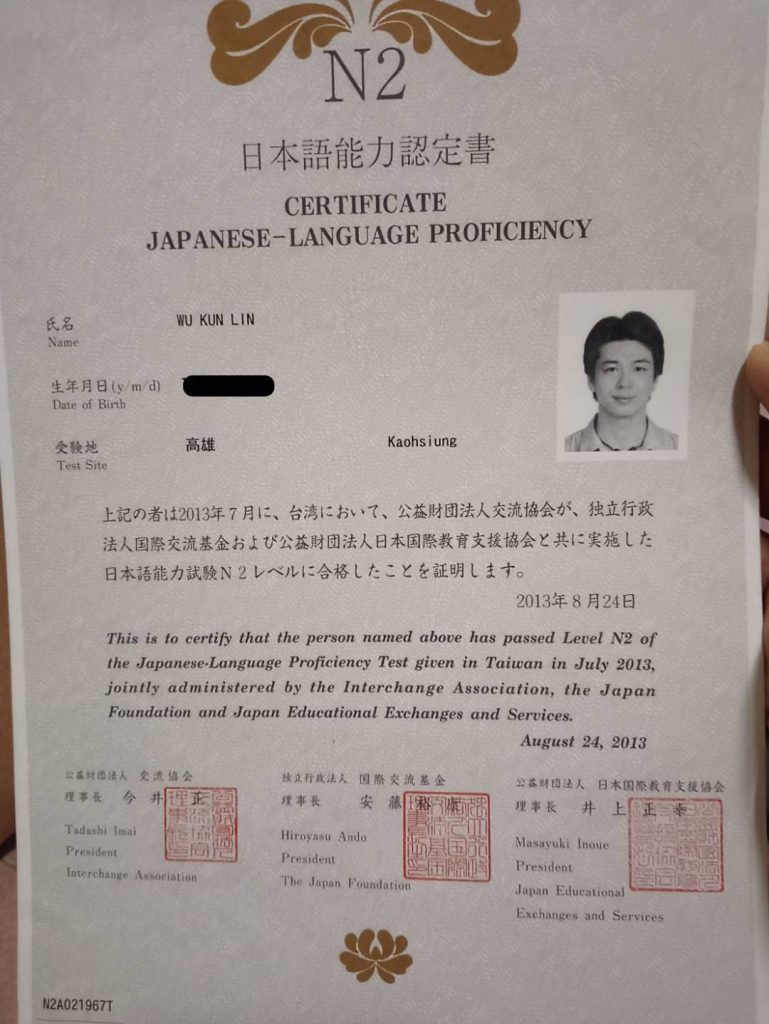 N2
日本語能力認定書
CERTIFICATE
JAPANESE-LANGUAGE PROFICIENCY
氏名 WU KUN LIN
Name
生年月日(y/m/d)
Date of Birth
受験地 高雄 Kaohsiung
Test Site
上記の者は2013年7月に、台湾において、公益財団法人交流協会が、独立行政
法人国際交流基金および公益財団法人日本国際教育支援協会と共に実施した
日本語能力試験N2レベルに合格したことを証明します。
2013年8月24日
This is to certify that the person named above has passed Level N2 of
the Japanese-Language Proficiency Test given in Taiwan in July 2013,
jointly administered by the Interchange Association, the Japan
Foundation and Japan Educational Exchanges and Services.
August 24, 2013
公益財団法人 交流協会
理事長 今井 正
Tadashi Imai
President
Interchange Association
独立行政法人 国際交流基金
理事長 安藤裕康
Hiroyasu Ando
President
The Japan Foundation
公益財団法人 日本国際教育支援協会
理事長 井上正幸
Masayuki Inoue
President
Japan Educational
Exchanges and Services
N2A021967T